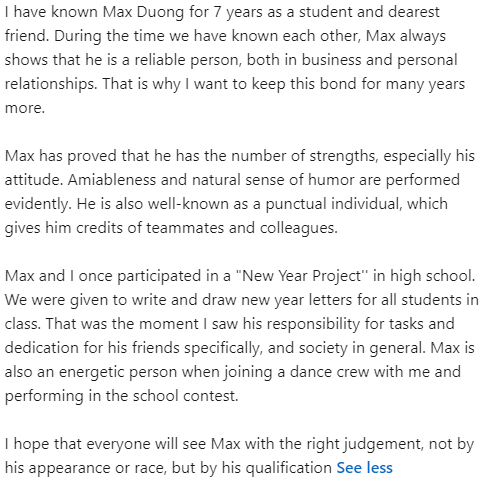 I have known Max Duong for 7 years as a student and dearest
friend. During the time we have known each other, Max always
shows that he is a reliable person, both in business and personal
relationships. That is why I want to keep this bond for many years
more.

Max has proved that he has the number of strengths, especially his
attitude. Amiableness and natural sense of humor are performed
evidently. He is also well-known as a punctual individual, which
gives him credits of teammates and colleagues.

Max and I once participated in a "New Year Project'' in high school.
We were given to write and draw new year letters for all students in
class. That was the moment I saw his responsibility for tasks and
dedication for his friends specifically, and society in general. Max is
also an energetic person when joining a dance crew with me and
performing in the school contest.

I hope that everyone will see Max with the right judgement, not by
his appearance or race, but by his qualification See less